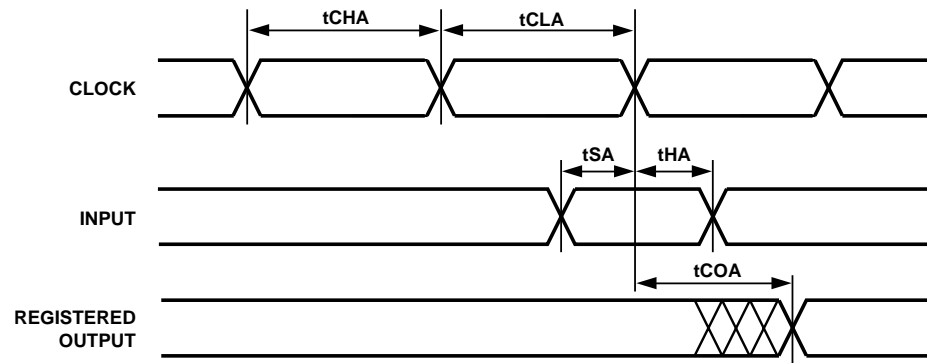 tCHA tCLA
CLOCK
tSA tHA
INPUT
tCOA
REGISTERED
OUTPUT